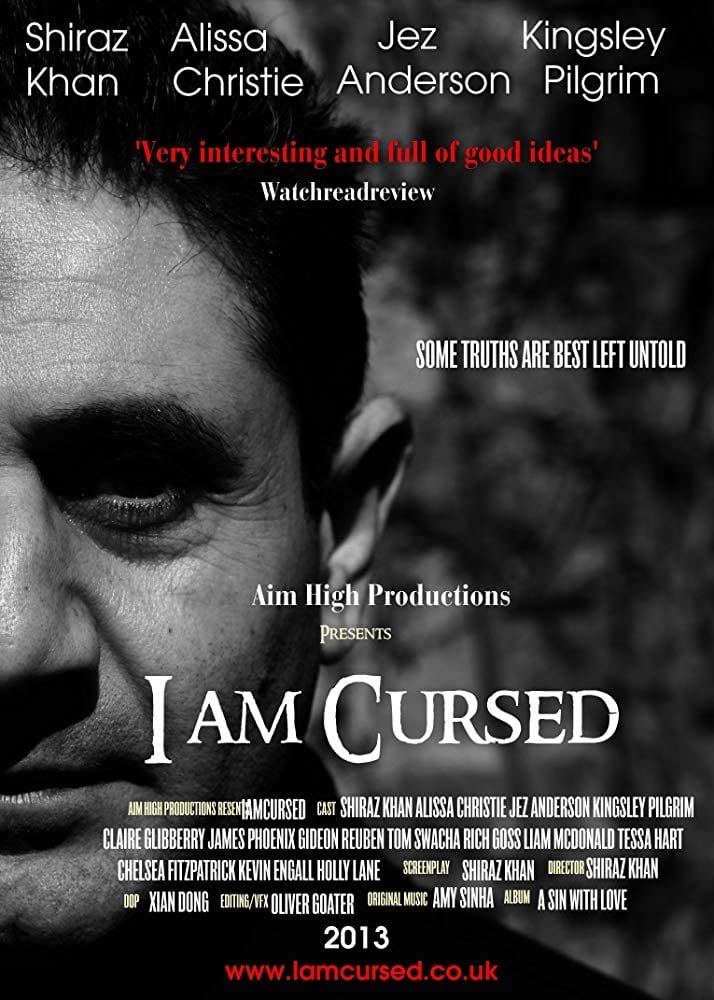 Shiraz Alissa Jez Kingsley
Khan Christie Anderson Pilgrim
'Very interesting and full of good ideas'
Watchreadreview
SOME TRUTHS ARE BEST LEFT UNTOLD
Aim High Productions
PRESENTS
I AM CURSED
AIM HIGH PRODUCTIONS RESENTS IAMCURSED CAST SHIRAZ KHAN ALISSA CHRISTIE JEZ ANDERSON KINGSLEY PILGRIM
CLAIRE GLIBBERRY JAMES PHOENIX GIDEON REUBEN TOM SWACHA RICH GOSS LIAM MCDONALD TESSA HART
CHELSEA FITZPATRICK KEVIN ENGALL HOLLY LANE SCREENPLAY SHIRAZ KHAN DIRECTOR SHIRAZ KHAN
DOP XIAN DONG EDITING/VFX OLIVER GOATER ORIGINAL MUSIC AMY SINHA ALBUM A SIN WITH LOVE
2013
www.Iamcursed.co.uk